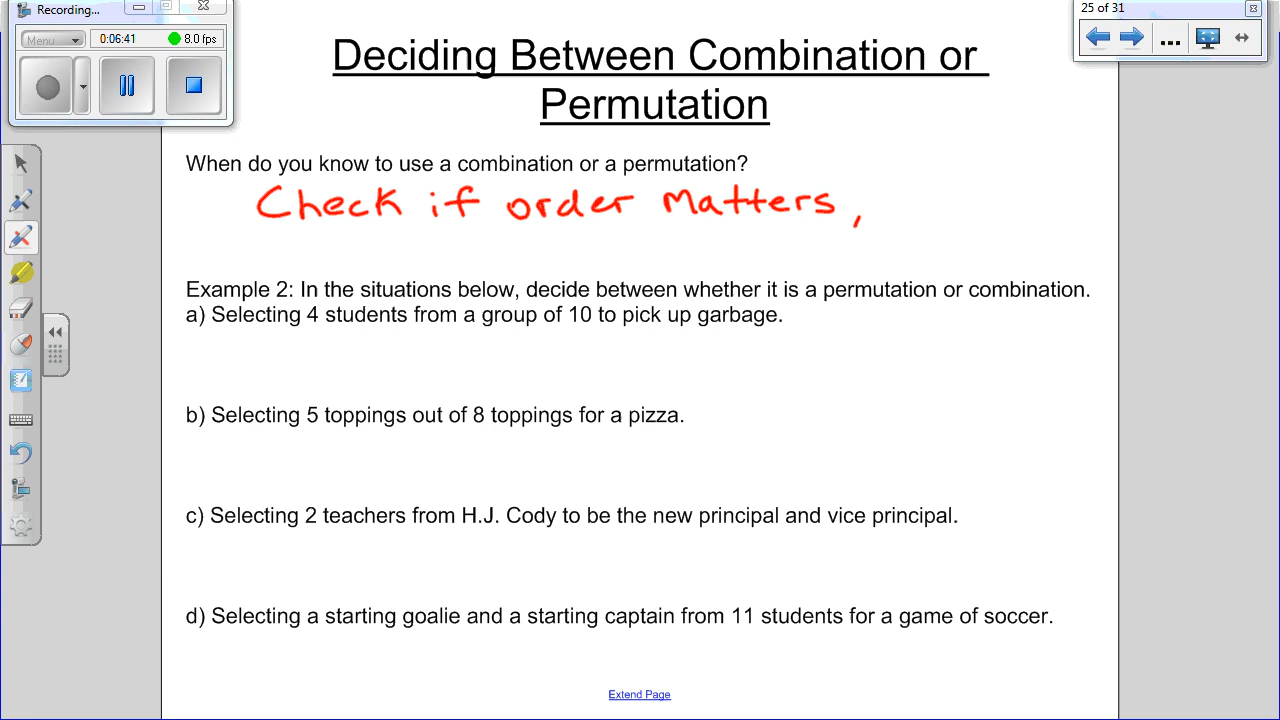 Recording...
Menu
0:06:41
8.0 fps
25 of 31
Deciding Between Combination or
Permutation
When do you know to use a combination or a permutation?
Check if order matters,
Example 2: In the situations below, decide between whether it is a permutation or combination.
a) Selecting 4 students from a group of 10 to pick up garbage.
b) Selecting 5 toppings out of 8 toppings for a pizza.
c) Selecting 2 teachers from H.J. Cody to be the new principal and vice principal.
d) Selecting a starting goalie and a starting captain from 11 students for a game of soccer.
Extend Page